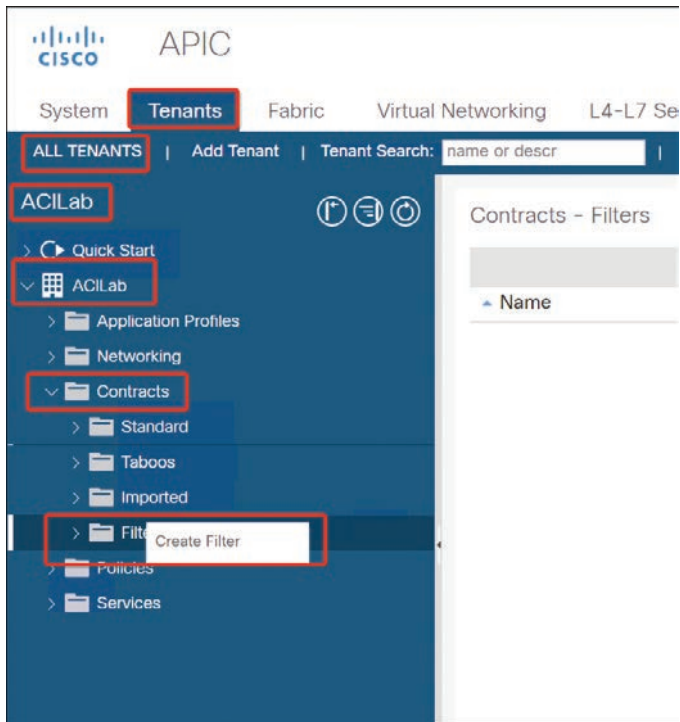 CISCO
APIC
System Tenants Fabric Virtual Networking L4-L7
ALL TENANTS | Add Tenant | Tenant Search: name or descr |
ACILab
Quick Start
ACILab
Application Profiles
Networking
Contracts
Standard
Taboos
Imported
Create Filter
Policies
Services
Contracts - Filters
Name